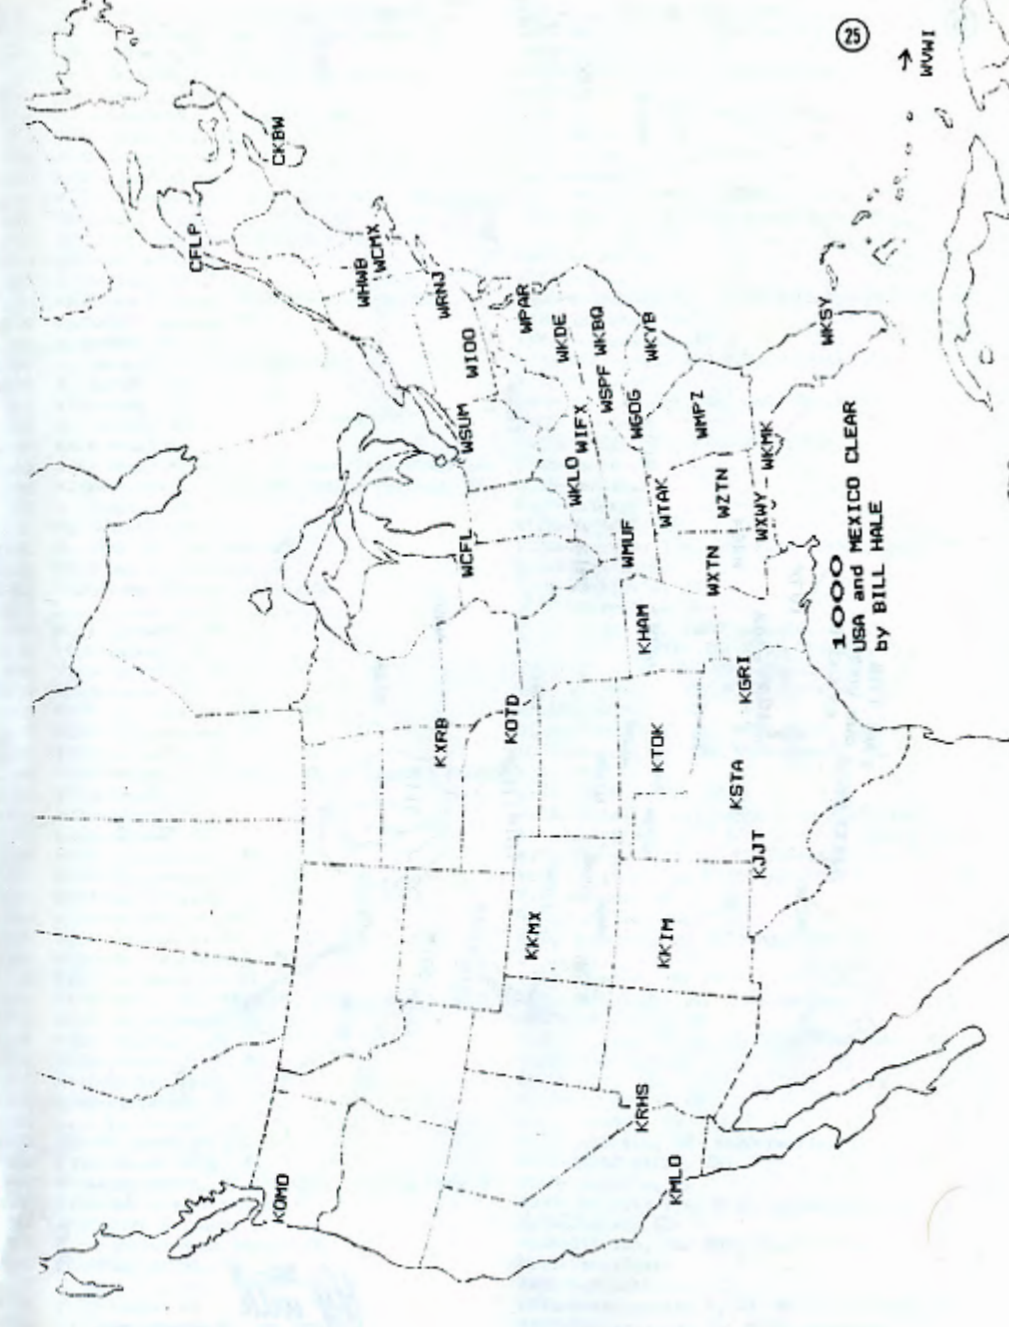 25
WVWI
CKBW
CFLP
WHWB
WCMX
WRNJ
WIOO
WPAR
WKDE
WKBQ
WKYB
WKSY
WSUM
WIFX
WSPF
WGOG
WMPZ
WKLO
WTAK
WZTN
WKMK
WXWY
WCFL
WMUF
WXTN
KHAM
KGRI
KXRB
KOTD
KTOK
KSTA
KJJT
KKMX
KKIM
KRHS
KMLO
KOMO
1000
USA and MEXICO CLEAR
by BILL HALE